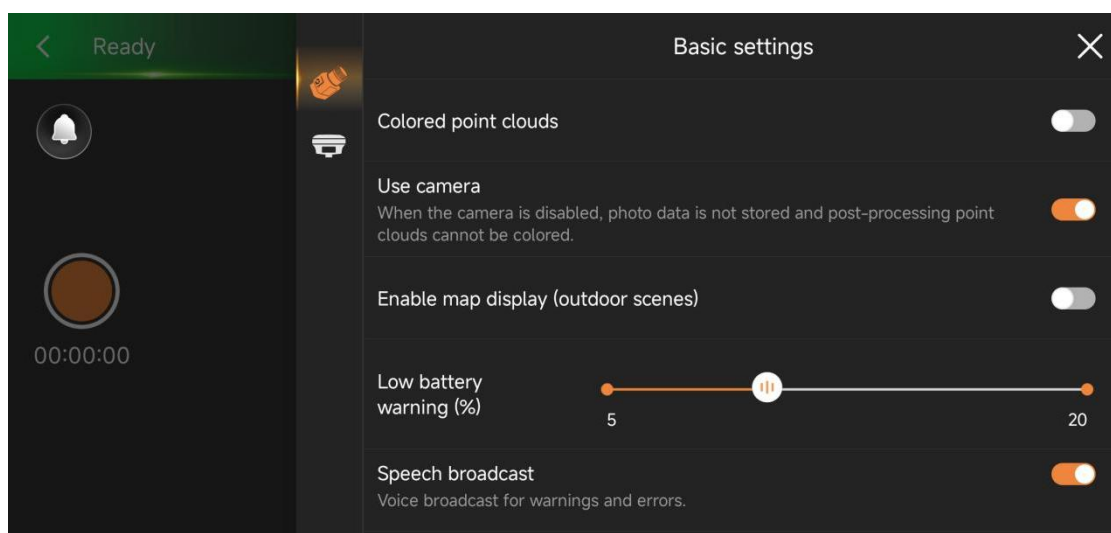 Ready
00:00:00
Basic settings
Colored point clouds
Use camera
When the camera is disabled, photo data is not stored and post-processing point
clouds cannot be colored.
Enable map display (outdoor scenes)
Low battery
warning (%)
5
20
Speech broadcast
Voice broadcast for warnings and errors.